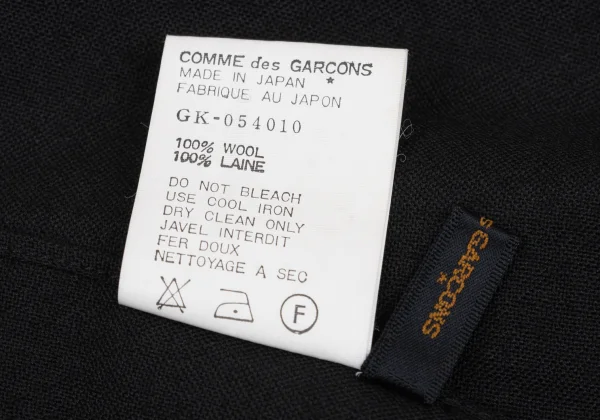 COMME des GARCONS
MADE IN JAPAN *
FABRIQUE AU JAPON
GK-054010
100% WOOL
100% LAINE
DO NOT BLEACH
USE COOL IRON
DRY CLEAN ONLY
JAVEL INTERDIT
FER DOUX
NETTOYAGE A SEC
F
GARÇONS